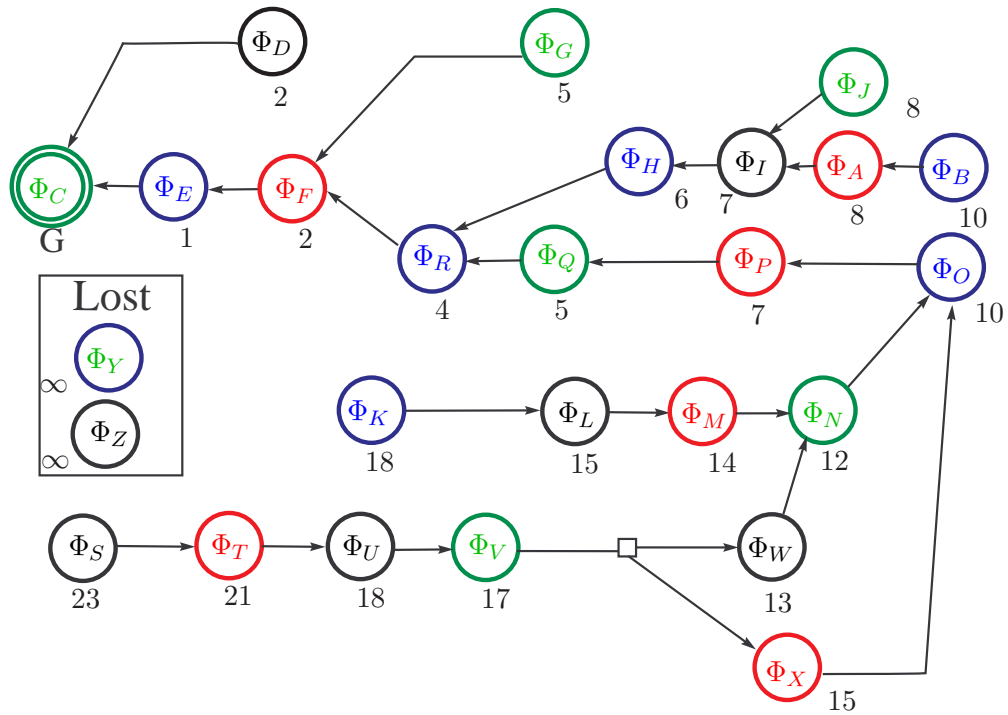 Φ_D
2
Φ_G
5
Φ_J
8
Φ_C
G
Φ_E
1
Φ_F
2
Φ_H
6
Φ_I
7
Φ_A
8
Φ_B
10
Φ_R
4
Φ_Q
5
Φ_P
7
Φ_O
10
Lost
Φ_Y
∞
Φ_Z
∞
Φ_K
18
Φ_L
15
Φ_M
14
Φ_N
12
Φ_S
23
Φ_T
21
Φ_U
18
Φ_V
17
Φ_W
13
Φ_X
15